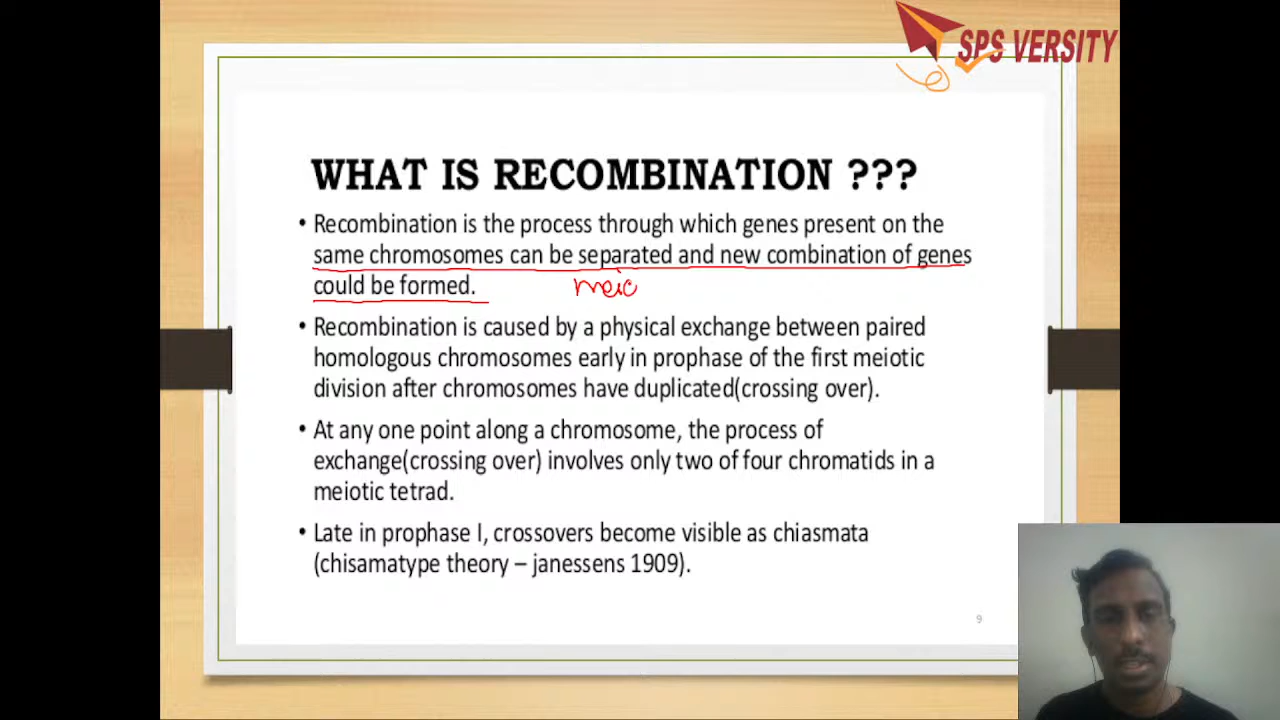 SPS VERSITY
WHAT IS RECOMBINATION ???
• Recombination is the process through which genes present on the
same chromosomes can be separated and new combination of genes
could be formed.
meio
• Recombination is caused by a physical exchange between paired
homologous chromosomes early in prophase of the first meiotic
division after chromosomes have duplicated(crossing over).
• At any one point along a chromosome, the process of
exchange(crossing over) involves only two of four chromatids in a
meiotic tetrad.
• Late in prophase I, crossovers become visible as chiasmata
(chisamatype theory – janessens 1909).
9